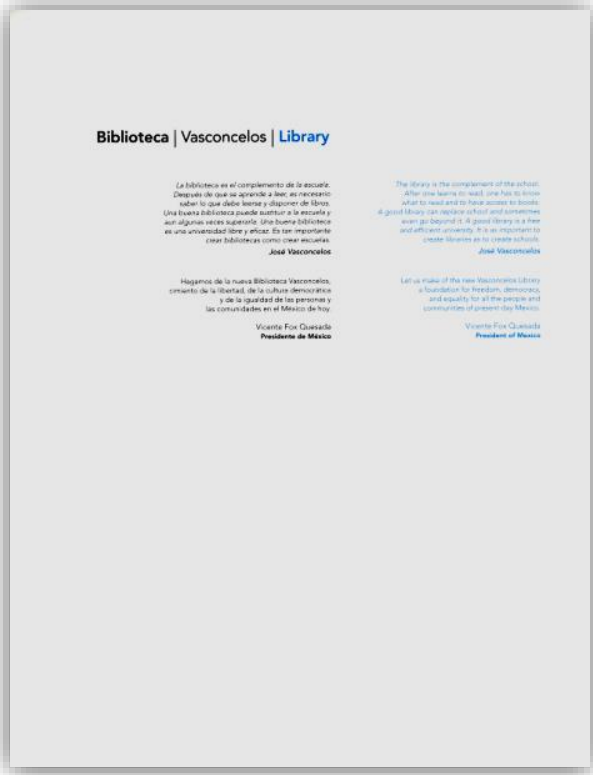 Biblioteca | Vasconcelos | Library
La biblioteca es el complemento de la escuela.
Después de que se aprende a leer, es necesario
saber lo que debe leerse y disponer de libros.
Una buena biblioteca puede sustituir a la escuela y
aun algunas veces superarla. Una buena biblioteca
es una universidad libre y eficaz. Es tan importante
crear bibliotecas como crear escuelas.
José Vasconcelos
Hagamos de la nueva Biblioteca Vasconcelos,
cimiento de la libertad, de la cultura democrática
y de la igualdad de las personas y
las comunidades en el México de hoy.
Vicente Fox Quesada
Presidente de México
The library is the complement of the school.
After one learns to read, one has to know
what to read and to have access to books.
A good library can replace school and sometimes
even go beyond it. A good library is a free
and efficient university. It is as important to
create libraries as to create schools.
José Vasconcelos
Let us make of the new Vasconcelos Library
a foundation for freedom, democracy,
and equality for all the people and
communities of present day Mexico.
Vicente Fox Quesada
President of Mexico